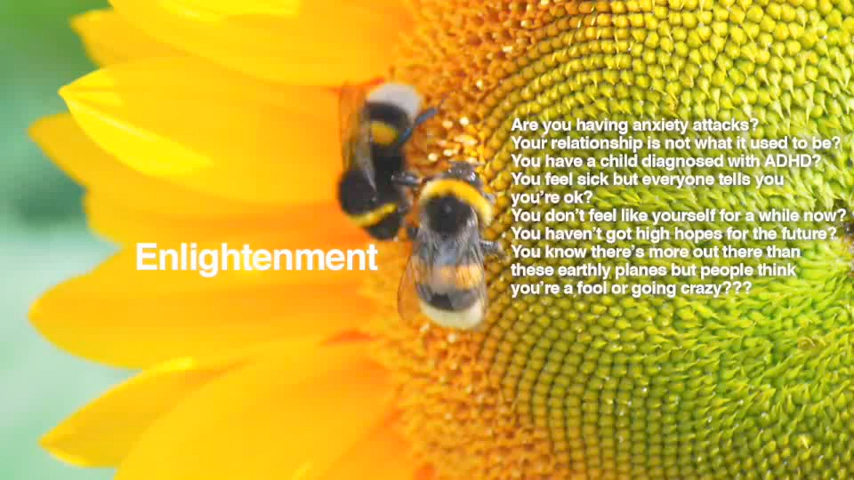 Enlightenment
Are you having anxiety attacks?
Your relationship is not what it used to be?
You have a child diagnosed with ADHD?
You feel sick but everyone tells you
you're ok?
You don't feel like yourself for a while now?
You haven't got high hopes for the future?
You know there's more out there than
these earthly planes but people think
you're a fool or going crazy???